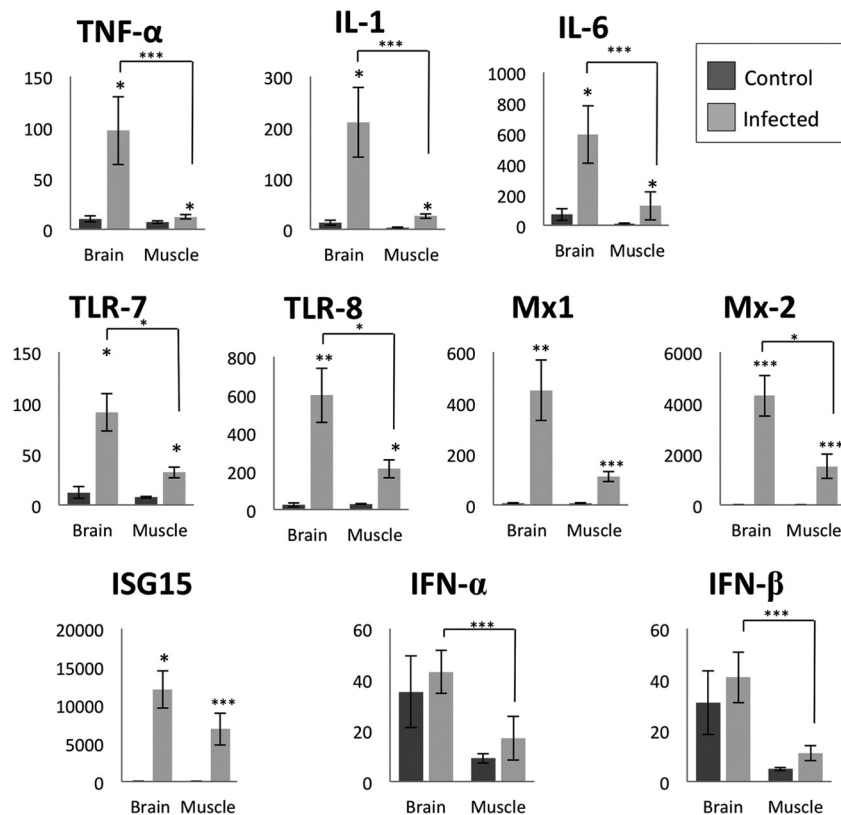 TNF-α
IL-1
IL-6
Control
Infected
150
100
50
0
***
*
*
Brain
Muscle
300
200
100
0
***
*
*
Brain
Muscle
1000
800
600
400
200
0
***
*
*
Brain
Muscle
TLR-7
TLR-8
Mx1
Mx-2
150
100
50
0
*
*
*
Brain
Muscle
800
600
400
200
0
*
**
*
Brain
Muscle
600
400
200
0
**
***
Brain
Muscle
6000
4000
2000
0
*
***
***
Brain
Muscle
ISG15
IFN-α
IFN-β
20000
15000
10000
5000
0
*
***
Brain
Muscle
60
40
20
0
***
Brain
Muscle
60
40
20
0
***
Brain
Muscle